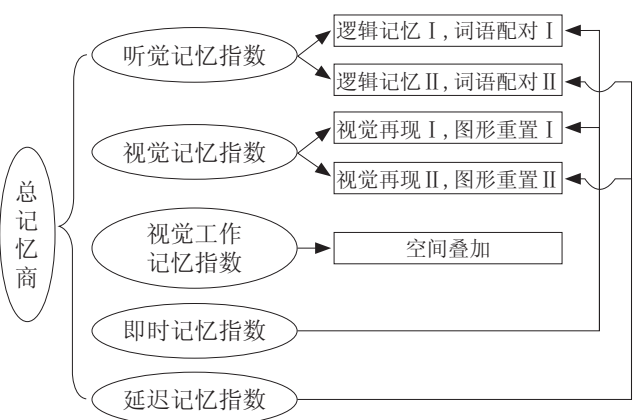 总记忆商
听觉记忆指数
逻辑记忆Ⅰ,词语配对Ⅰ
逻辑记忆Ⅱ,词语配对Ⅱ
视觉记忆指数
视觉再现Ⅰ,图形重置Ⅰ
视觉再现Ⅱ,图形重置Ⅱ
视觉工作
记忆指数
空间叠加
即时记忆指数
延迟记忆指数